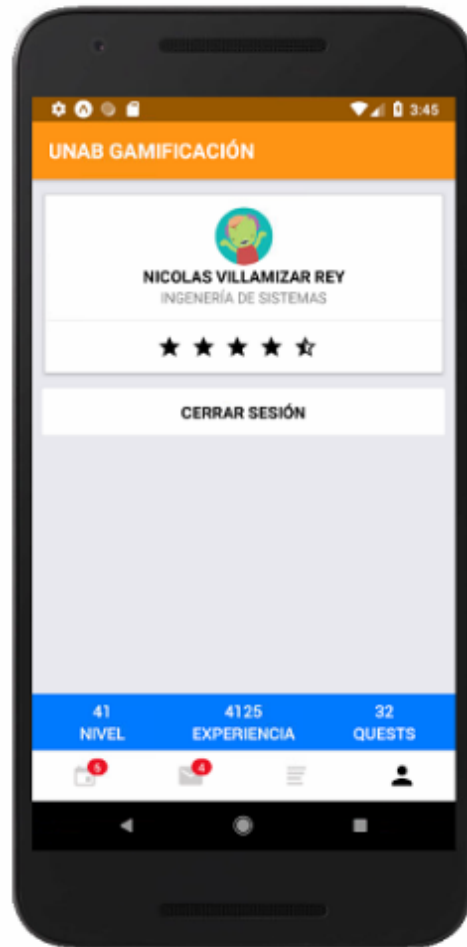 3:45
UNAB GAMIFICACIÓN
NICOLAS VILLAMIZAR REY
INGENERÍA DE SISTEMAS
CERRAR SESIÓN
41 4125 32
NIVEL EXPERIENCIA QUESTS
5 4